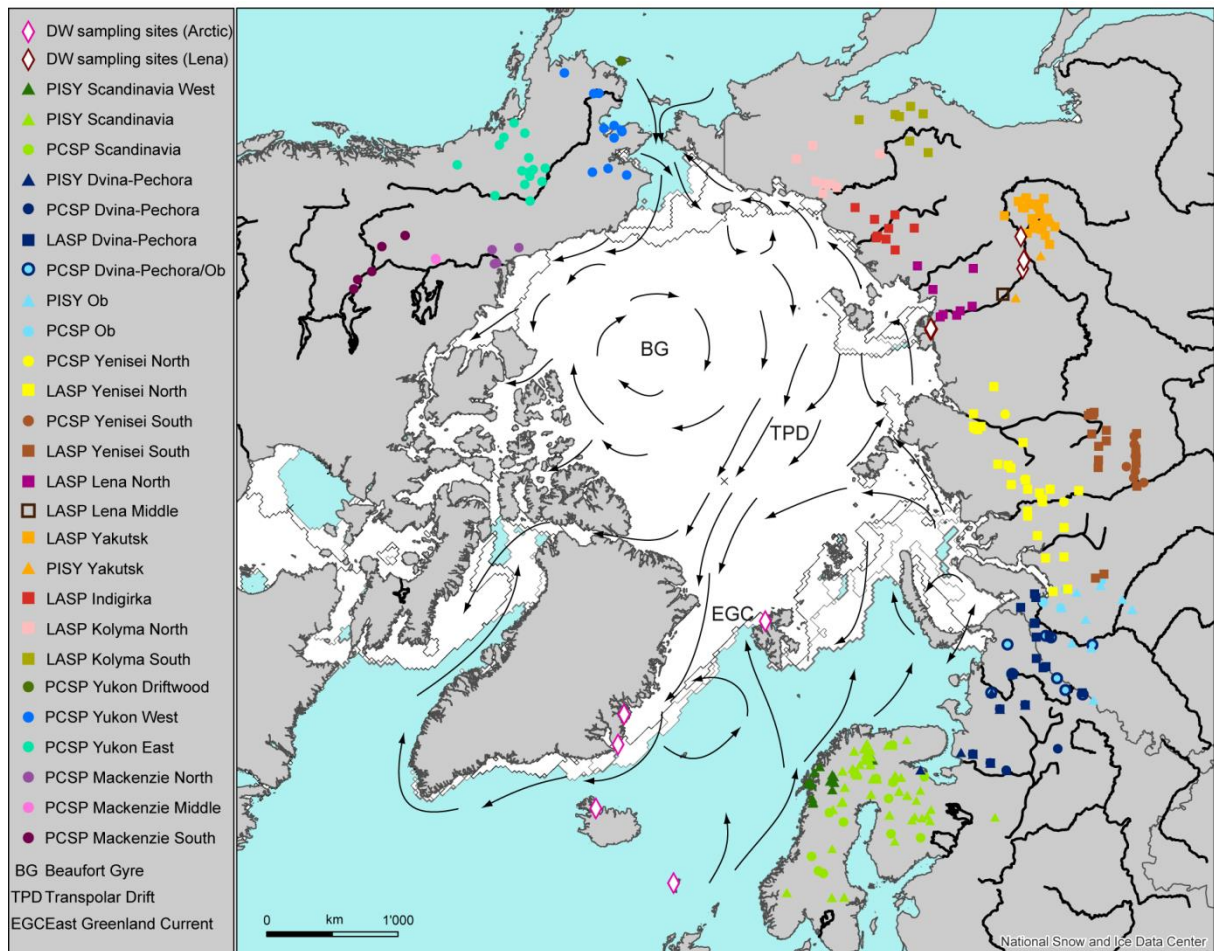 DW sampling sites (Arctic)
DW sampling sites (Lena)
PISY Scandinavia West
PISY Scandinavia
PCSP Scandinavia
PISY Dvina-Pechora
PCSP Dvina-Pechora
LASP Dvina-Pechora
PCSP Dvina-Pechora/Ob
PISY Ob
PCSP Ob
PCSP Yenisei North
LASP Yenisei North
PCSP Yenisei South
LASP Yenisei South
LASP Lena North
LASP Lena Middle
LASP Yakutsk
PISY Yakutsk
LASP Indigirka
LASP Kolyma North
LASP Kolyma South
PCSP Yukon Driftwood
PCSP Yukon West
PCSP Yukon East
PCSP Mackenzie North
PCSP Mackenzie Middle
PCSP Mackenzie South
BG Beaufort Gyre
TPD Transpolar Drift
EGCEast Greenland Current
BG
TPD
EGC
0 km 1'000
National Snow and Ice Data Center